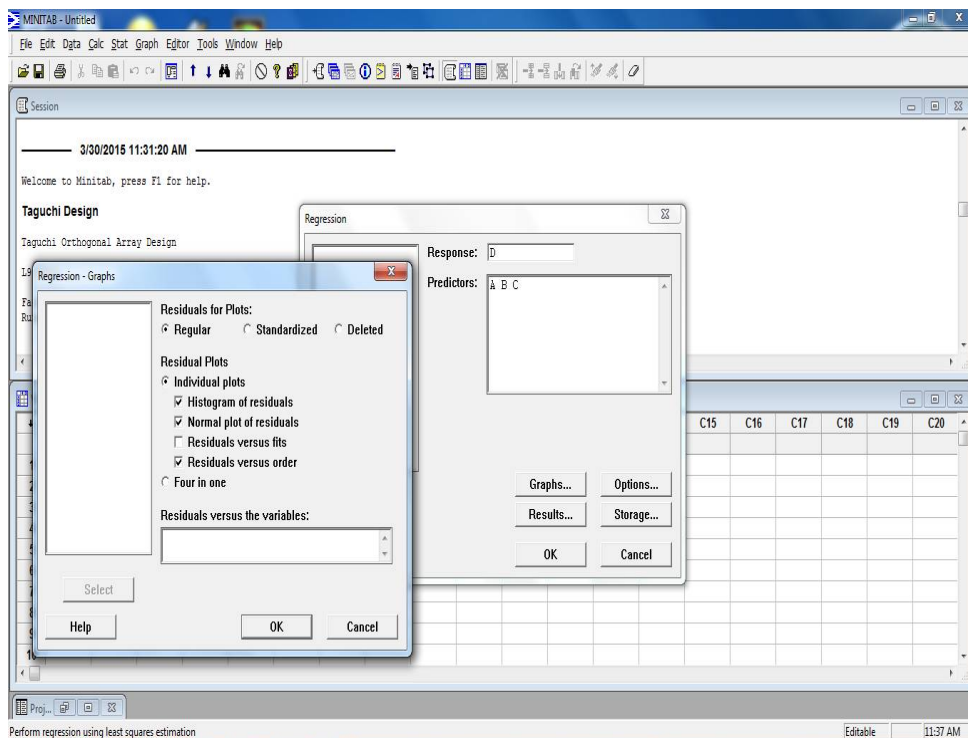 MINITAB - Untitled
File Edit Data Calc Stat Graph Editor Tools Window Help
Session
3/30/2015 11:31:20 AM
Welcome to Minitab, press F1 for help.
Taguchi Design
Taguchi Orthogonal Array Design
L9
Fa
Ru
Regression
Response: D
Predictors: A B C
Graphs... Options...
Results... Storage...
OK Cancel
Regression - Graphs
Residuals for Plots:
Regular Standardized Deleted
Residual Plots
Individual plots
Histogram of residuals
Normal plot of residuals
Residuals versus fits
Residuals versus order
Four in one
Residuals versus the variables:
Select
Help OK Cancel
C15 C16 C17 C18 C19 C20
Proj...
Perform regression using least squares estimation
Editable 11:37 AM